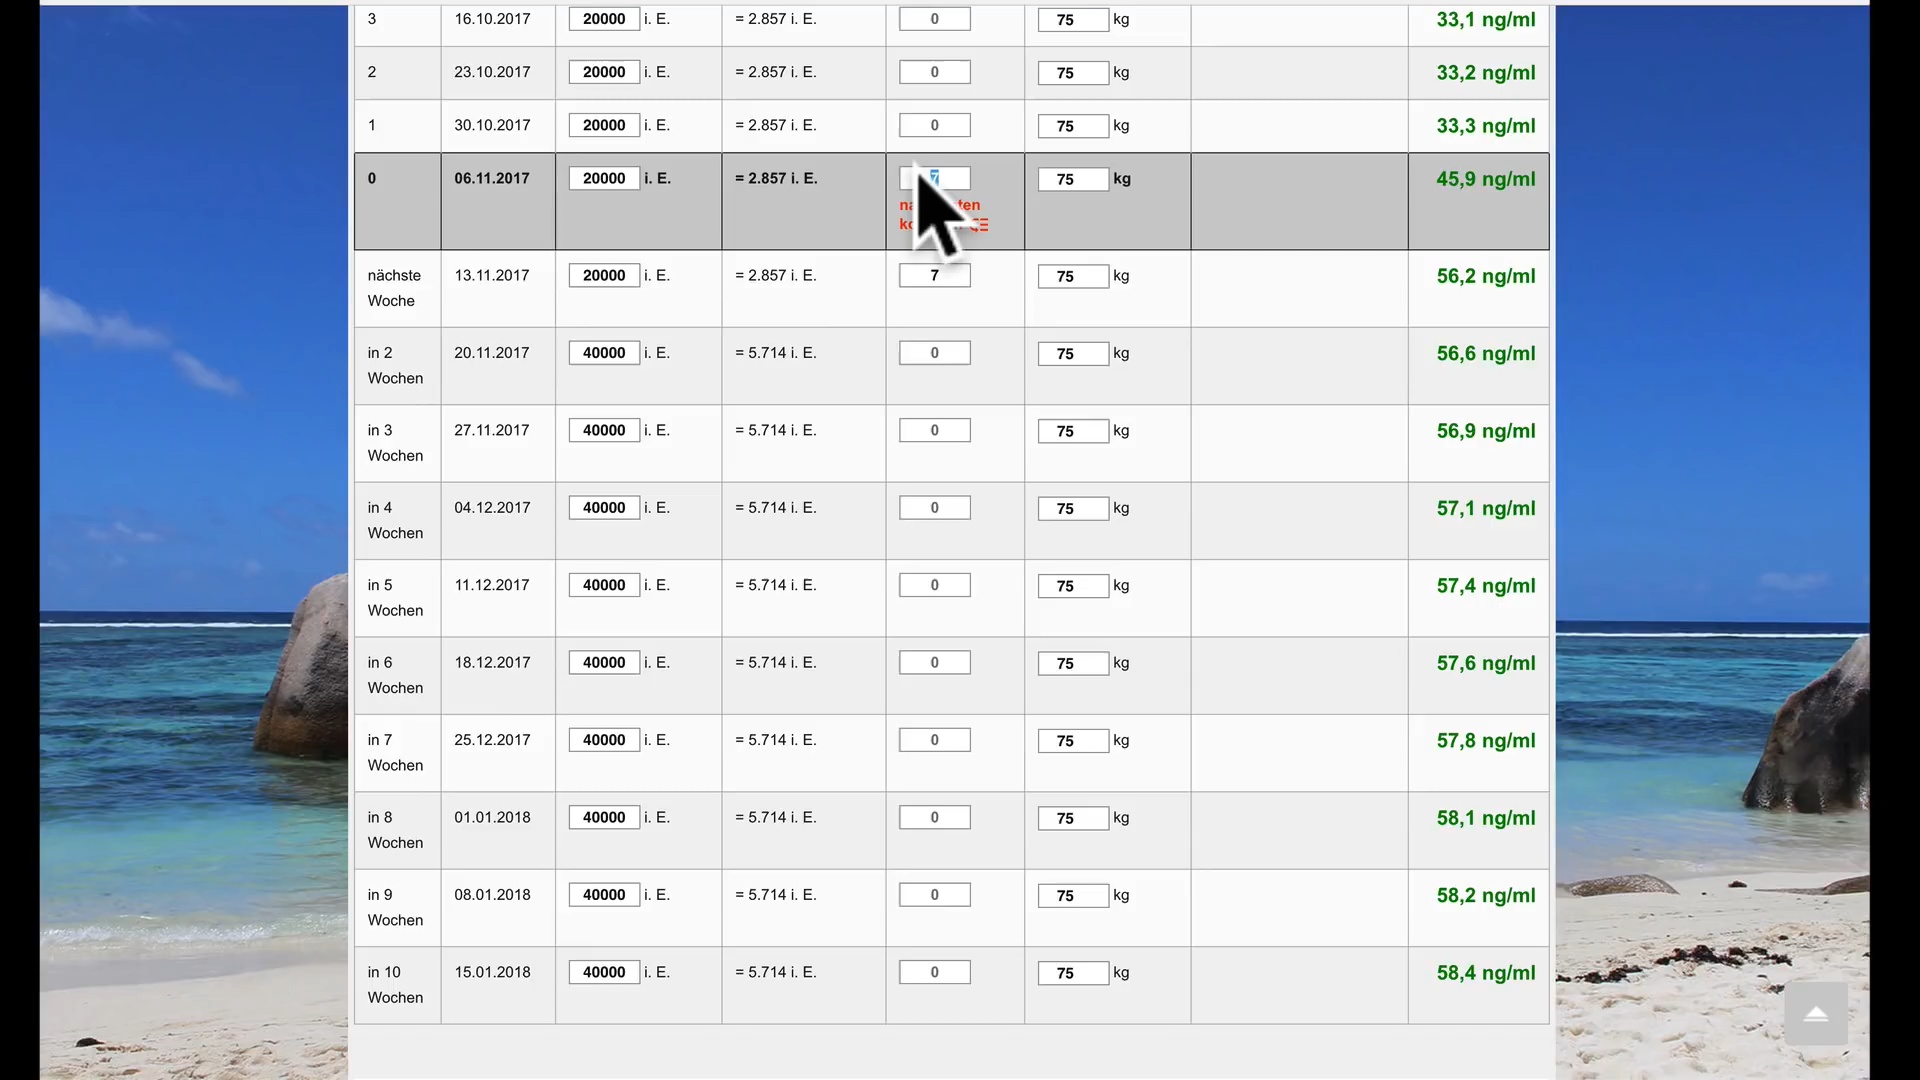 3 16.10.2017 20000 i. E. = 2.857 i. E. 0 75 kg 33,1 ng/ml
2 23.10.2017 20000 i. E. = 2.857 i. E. 0 75 kg 33,2 ng/ml
1 30.10.2017 20000 i. E. = 2.857 i. E. 0 75 kg 33,3 ng/ml
0 06.11.2017 20000 i. E. = 2.857 i. E. 7 75 kg 45,9 ng/ml
nächste 13.11.2017 20000 i. E. = 2.857 i. E. 7 75 kg 56,2 ng/ml
Woche
in 2 20.11.2017 40000 i. E. = 5.714 i. E. 0 75 kg 56,6 ng/ml
Wochen
in 3 27.11.2017 40000 i. E. = 5.714 i. E. 0 75 kg 56,9 ng/ml
Wochen
in 4 04.12.2017 40000 i. E. = 5.714 i. E. 0 75 kg 57,1 ng/ml
Wochen
in 5 11.12.2017 40000 i. E. = 5.714 i. E. 0 75 kg 57,4 ng/ml
Wochen
in 6 18.12.2017 40000 i. E. = 5.714 i. E. 0 75 kg 57,6 ng/ml
Wochen
in 7 25.12.2017 40000 i. E. = 5.714 i. E. 0 75 kg 57,8 ng/ml
Wochen
in 8 01.01.2018 40000 i. E. = 5.714 i. E. 0 75 kg 58,1 ng/ml
Wochen
in 9 08.01.2018 40000 i. E. = 5.714 i. E. 0 75 kg 58,2 ng/ml
Wochen
in 10 15.01.2018 40000 i. E. = 5.714 i. E. 0 75 kg 58,4 ng/ml
Wochen